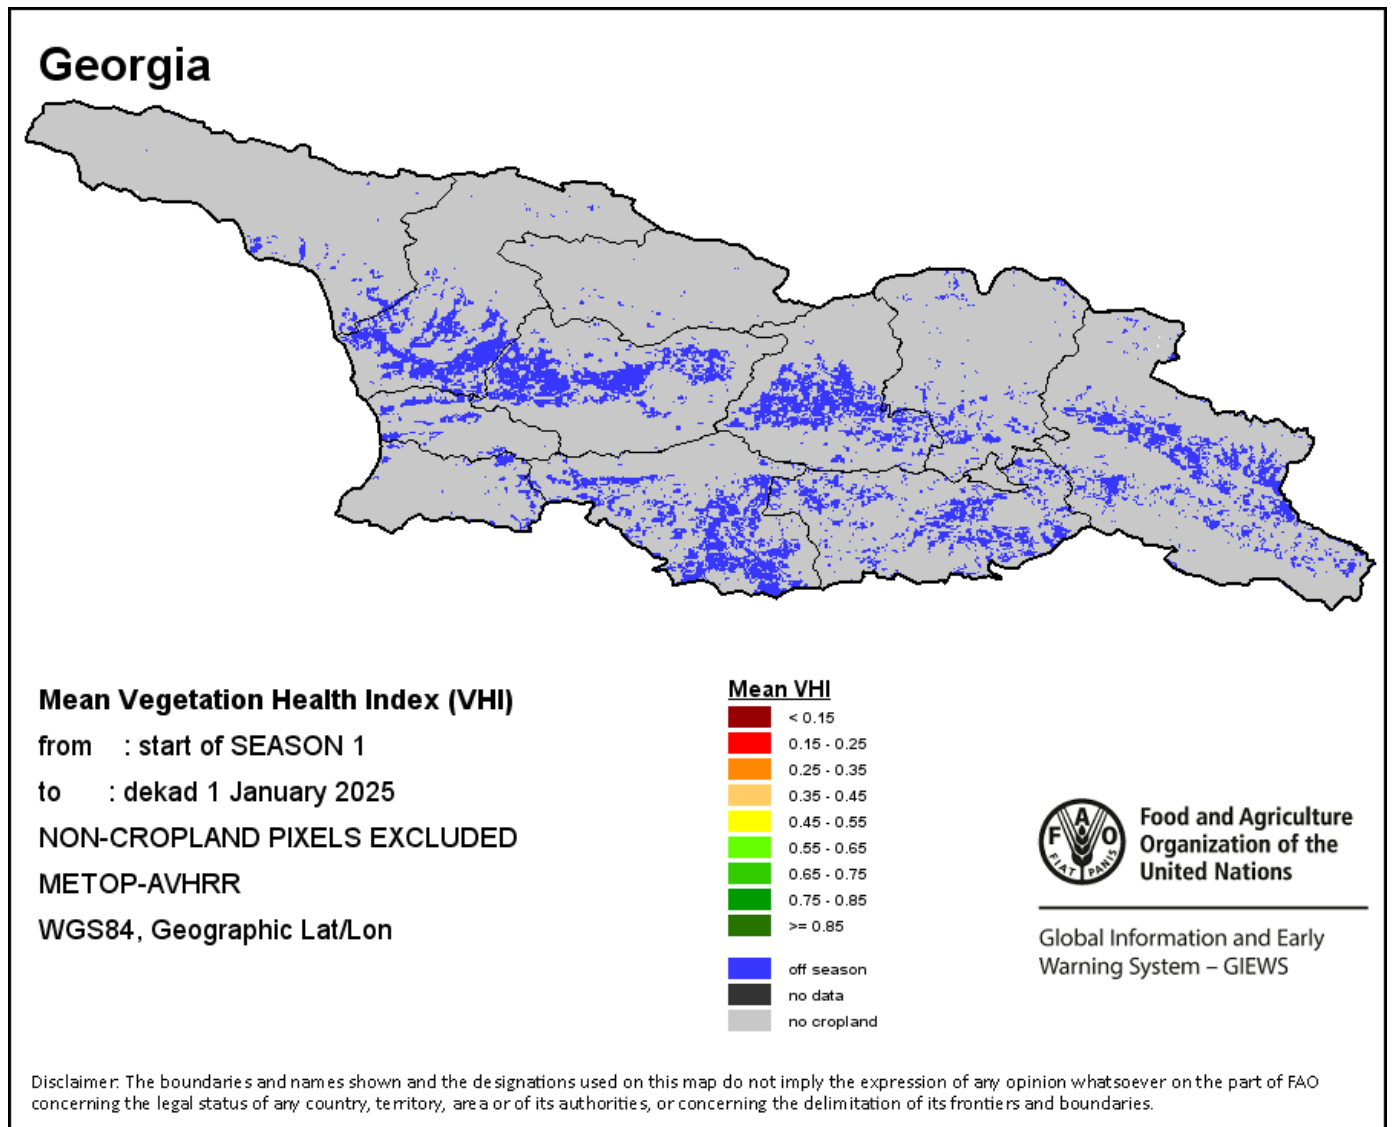 Georgia
Mean Vegetation Health Index (VHI)
from : start of SEASON 1
to : dekad 1 January 2025
NON-CROPLAND PIXELS EXCLUDED
METOP-AVHRR
WGS84, Geographic Lat/Lon
Mean VHI
< 0.15
0.15 - 0.25
0.25 - 0.35
0.35 - 0.45
0.45 - 0.55
0.55 - 0.65
0.65 - 0.75
0.75 - 0.85
>= 0.85
off season
no data
no cropland
F A O
FIAT PANIS
Food and Agriculture
Organization of the
United Nations
Global Information and Early
Warning System – GIEWS
Disclaimer: The boundaries and names shown and the designations used on this map do not imply the expression of any opinion whatsoever on the part of FAO
concerning the legal status of any country, territory, area or of its authorities, or concerning the delimitation of its frontiers and boundaries.